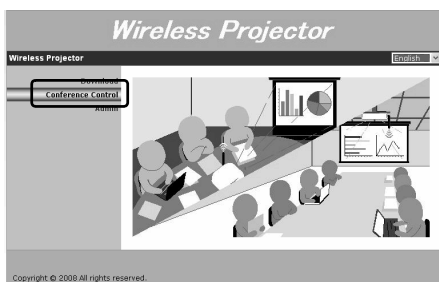 Wireless Projector
Wireless Projector
English
Download
Conference Control
Admin
Copyright © 2008 All rights reserved.